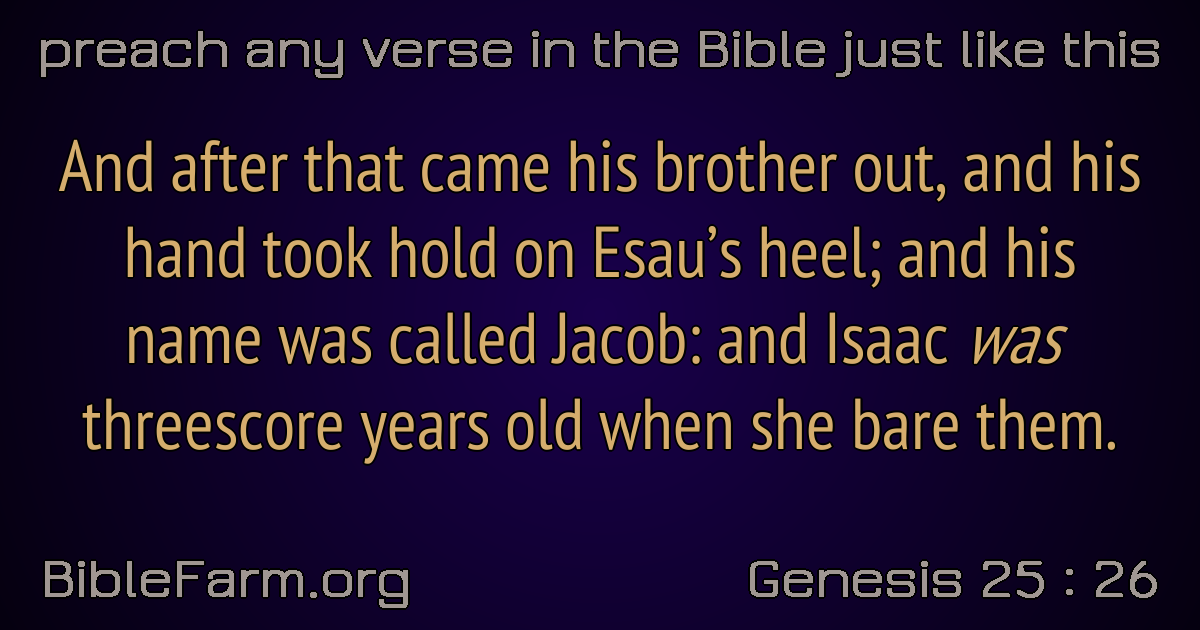 preach any verse in the Bible just like this
And after that came his brother out, and his
hand took hold on Esau’s heel; and his
name was called Jacob: and Isaac was
threescore years old when she bare them.
BibleFarm.org
Genesis 25 : 26